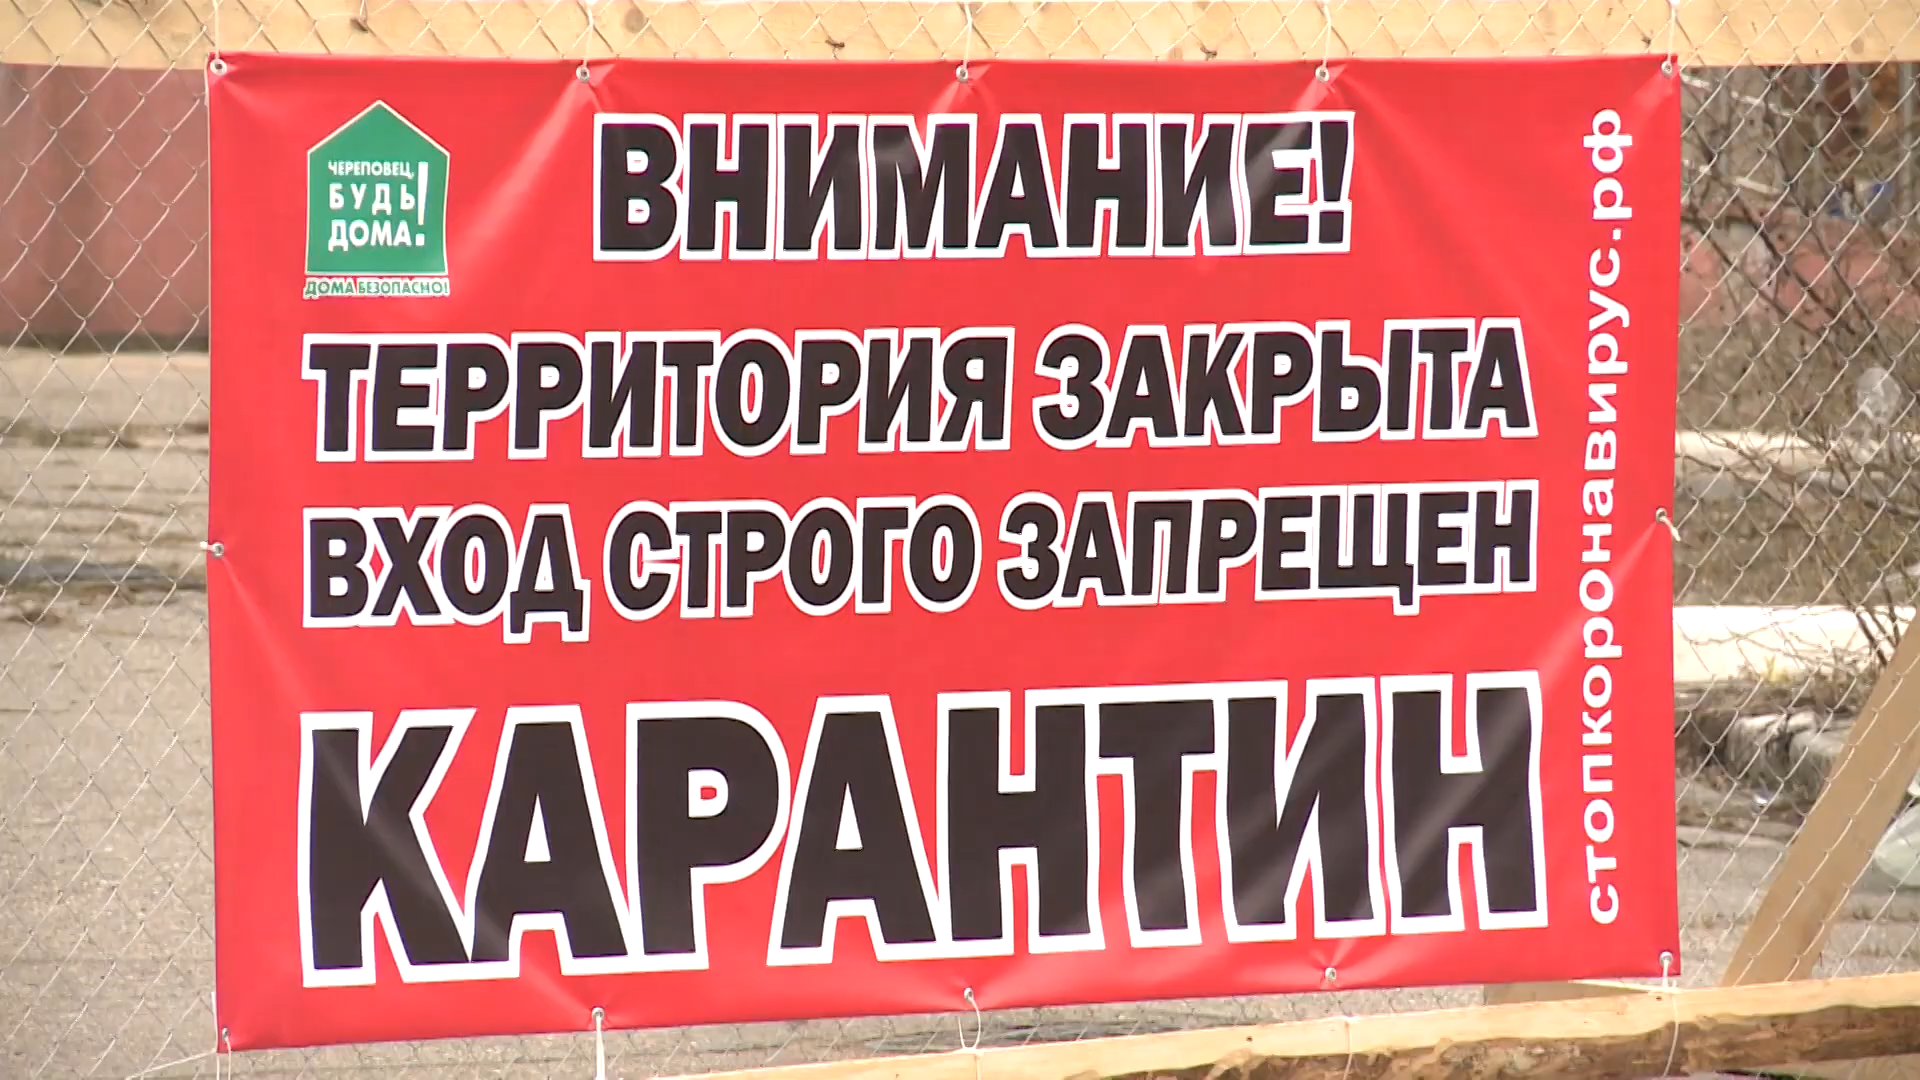 ЧЕРЕПОВЕЦ,
БУДЬ
ДОМА!
ДОМА БЕЗОПАСНО!
ВНИМАНИЕ!
ТЕРРИТОРИЯ ЗАКРЫТА
ВХОД СТРОГО ЗАПРЕЩЕН
КАРАНТИН
стопкоронавирус.рф